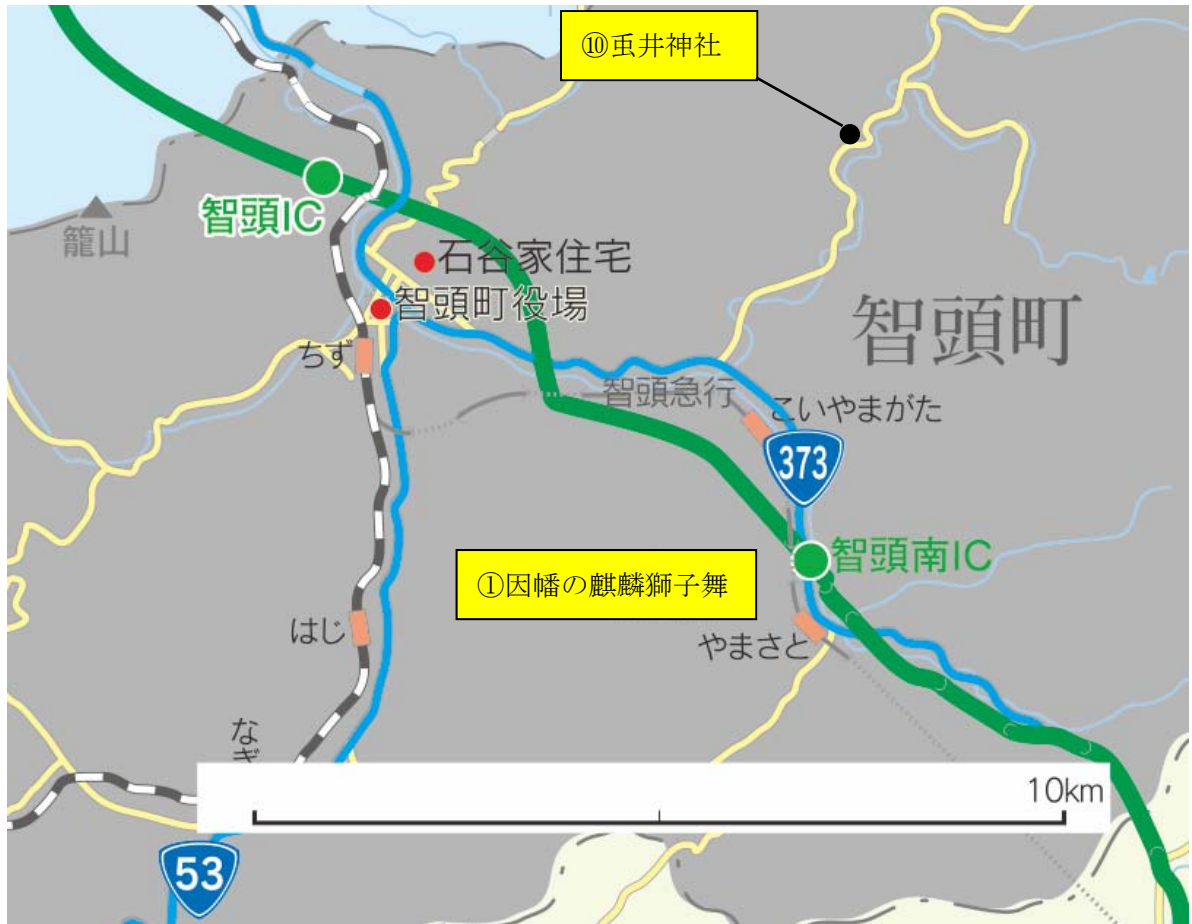 ⑩虫井神社
智頭IC
籠山
石谷家住宅
智頭町役場
智頭町
ちず
智頭急行
こいやまがた
373
①因幡の麒麟獅子舞
智頭南IC
はじ
やまさと
なぎ
10km
53